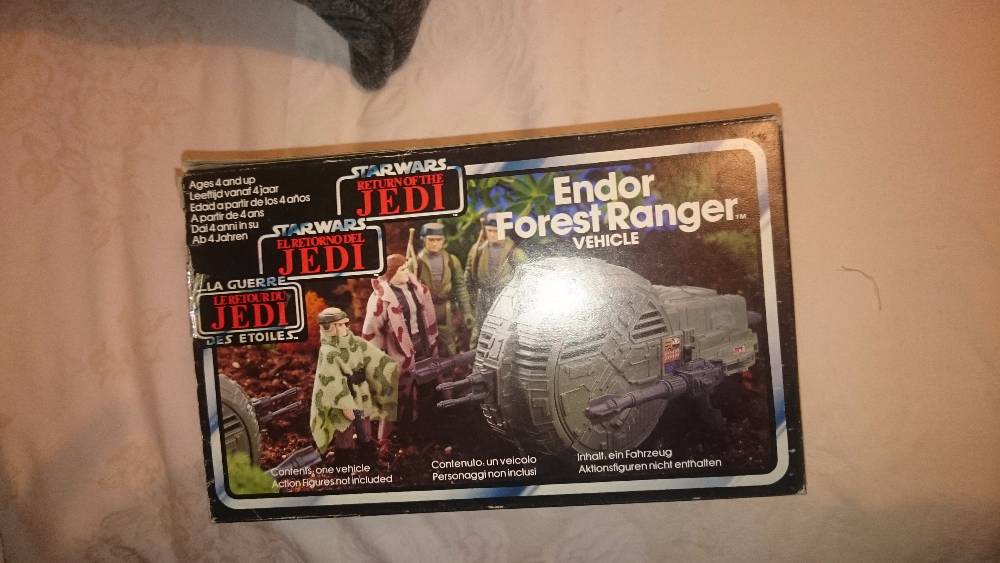 Ages 4 and up
Leeftijd vanaf 4 jaar
Edad a partir de los 4 años
A partir de 4 ans
Dai 4 anni in su
Ab 4 Jahren
STAR WARS
RETURN OF THE
JEDI
STAR WARS
EL RETORNO DEL
JEDI
LA GUERRE
LE RETOUR DU
JEDI
DES ETOILES
Endor
Forest Ranger™
VEHICLE
Contents, one vehicle
Action Figures not included
Contenuto, un veicolo
Personaggi non inclusi
Inhalt, ein Fahrzeug
Aktionsfiguren nicht enthalten